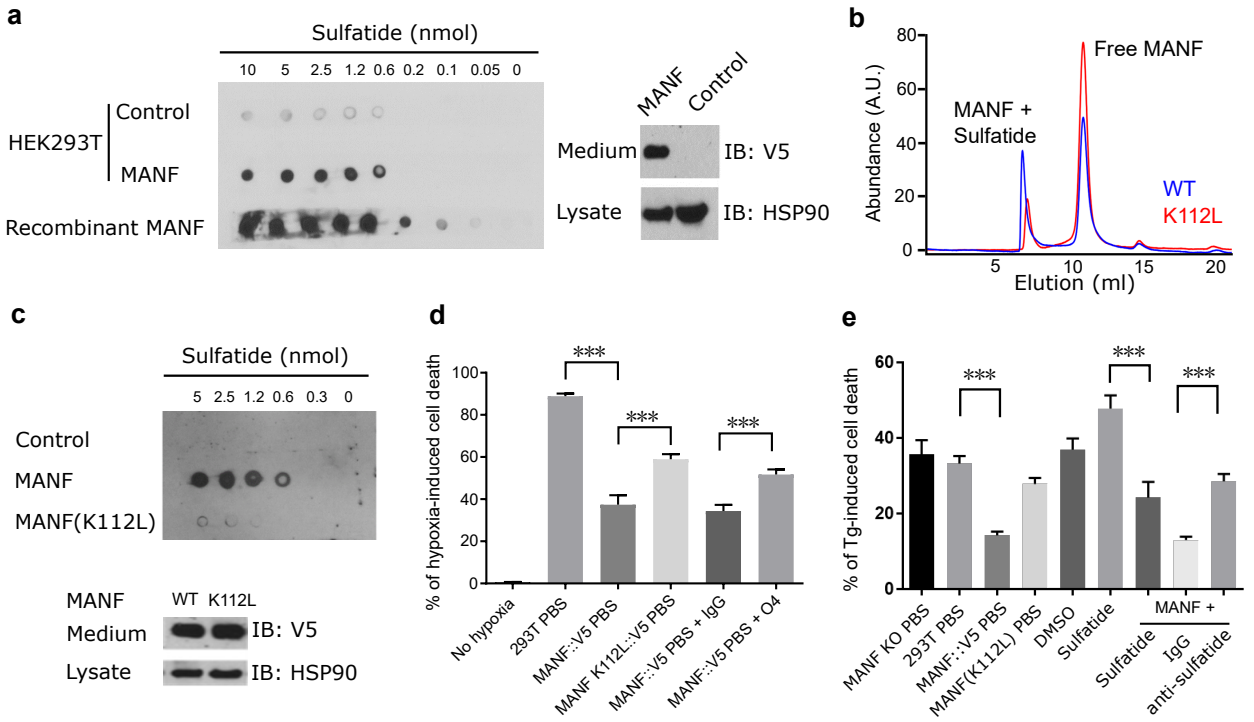 a
Sulfatide (nmol)
10 5 2.5 1.2 0.6 0.2 0.1 0.05 0
HEK293T
Control
MANF
Recombinant MANF
MANF Control
Medium IB: V5
Lysate IB: HSP90
b
Abundance (A.U.)
80
60
40
20
0
MANF +
Sulfatide
Free MANF
WT
K112L
5 10 15 20
Elution (ml)
c
Sulfatide (nmol)
5 2.5 1.2 0.6 0.3 0
Control
MANF
MANF(K112L)
MANF WT K112L
Medium IB: V5
Lysate IB: HSP90
d
% of hypoxia-induced cell death
100
80
60
40
20
0
***
***
***
No hypoxia
293T PBS
MANF::V5 PBS
MANF K112L::V5 PBS
MANF::V5 PBS + IgG
MANF::V5 PBS + O4
e
% of Tg-induced cell death
60
40
20
0
***
***
***
MANF KO PBS
293T PBS
MANF::V5 PBS
MANF(K112L) PBS
DMSO
Sulfatide
MANF +
Sulfatide
IgG
anti-sulfatide